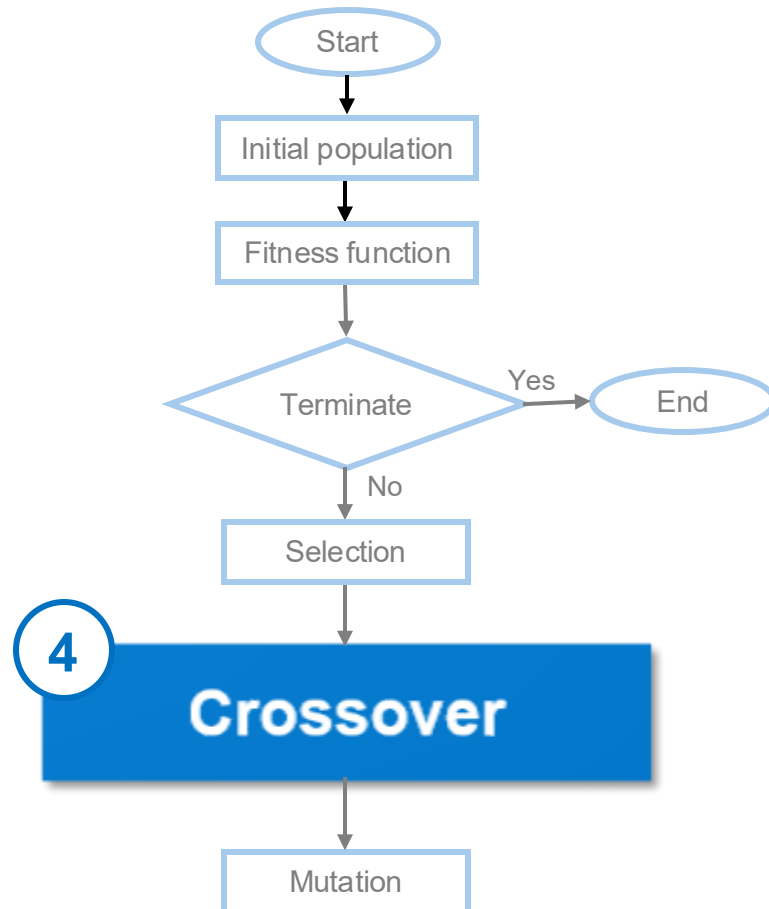 Start
Initial population
Fitness function
Terminate
Yes
End
No
Selection
4
Crossover
Mutation